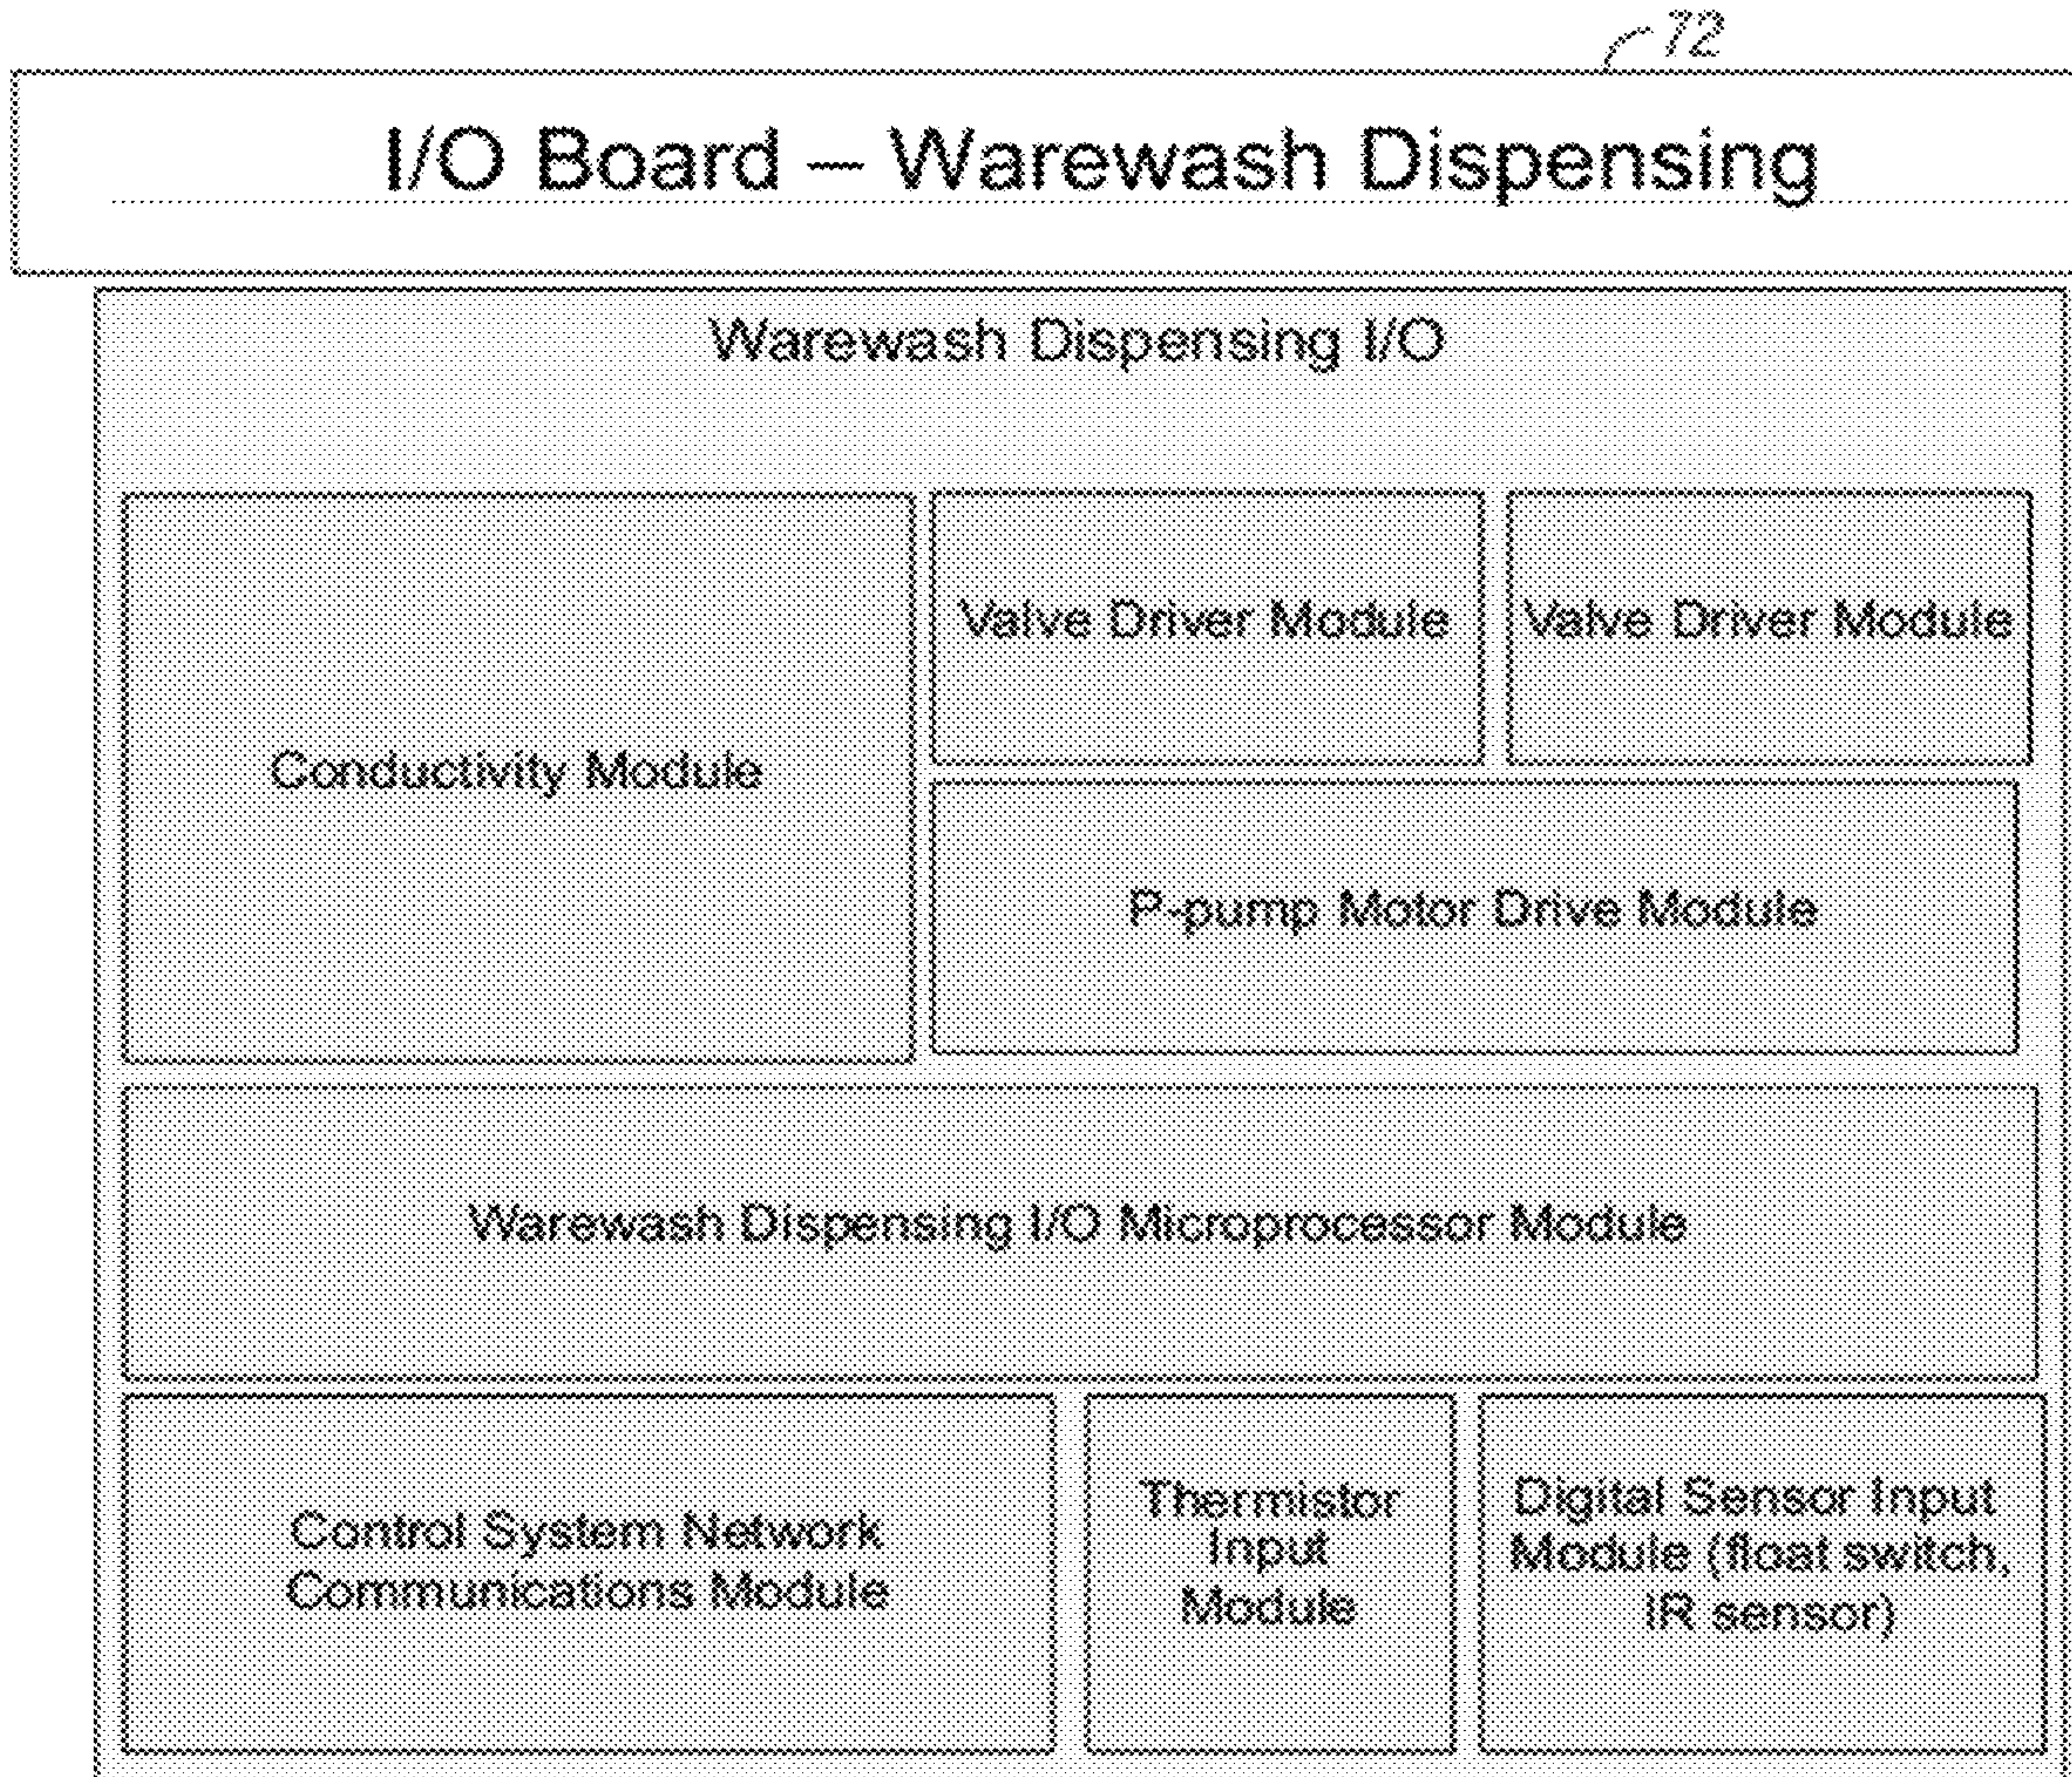 72
I/O Board – Warewash Dispensing
Warewash Dispensing I/O
Valve Driver Module
Valve Driver Module
Conductivity Module
P-pump Motor Drive Module
Warewash Dispensing I/O Microprocessor Module
Control System Network
Communications Module
Thermistor
Input
Module
Digital Sensor Input
Module (float switch,
IR sensor)